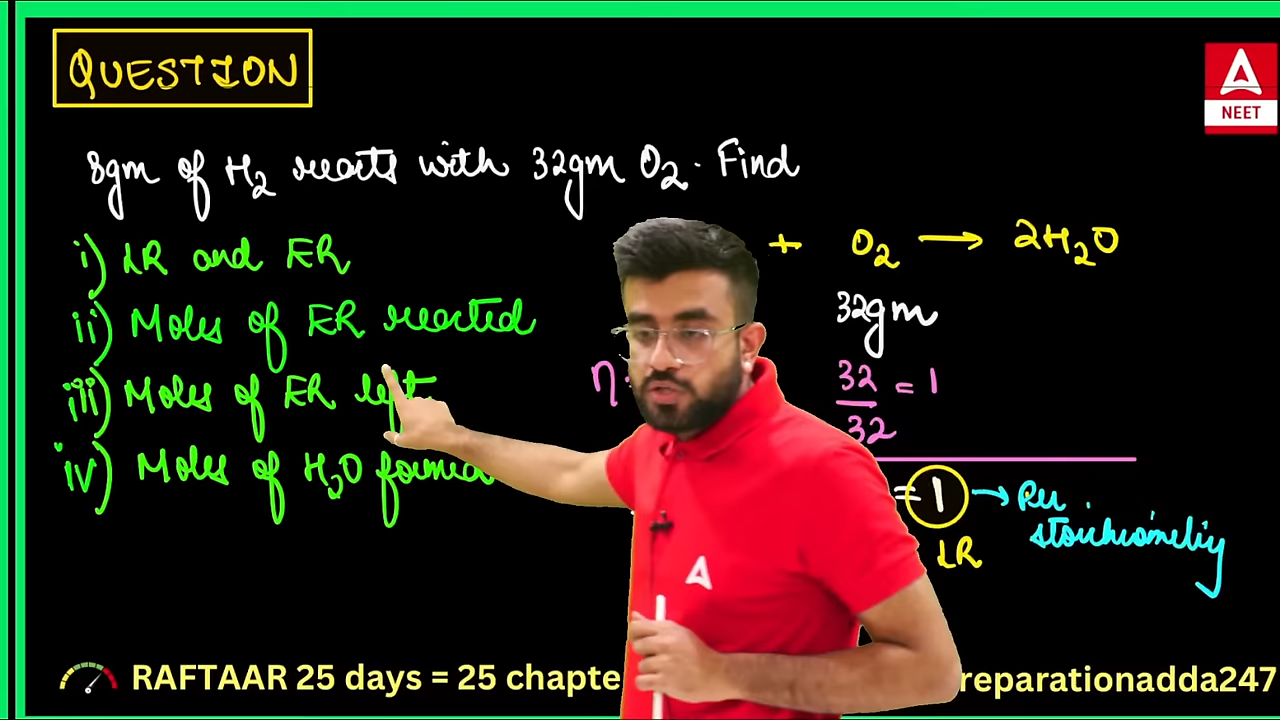 QUESTION
NEET
8gm of H2 reacts with 32gm O2. Find
i) LR and ER
+ O2 → 2H2O
ii) Moles of ER reacted
32gm
iii) Moles of ER left
η
32/32 = 1
iv) Moles of H2O formed
= 1 → Per stoichiometry
LR
RAFTAAR 25 days = 25 chapte
reparationadda247